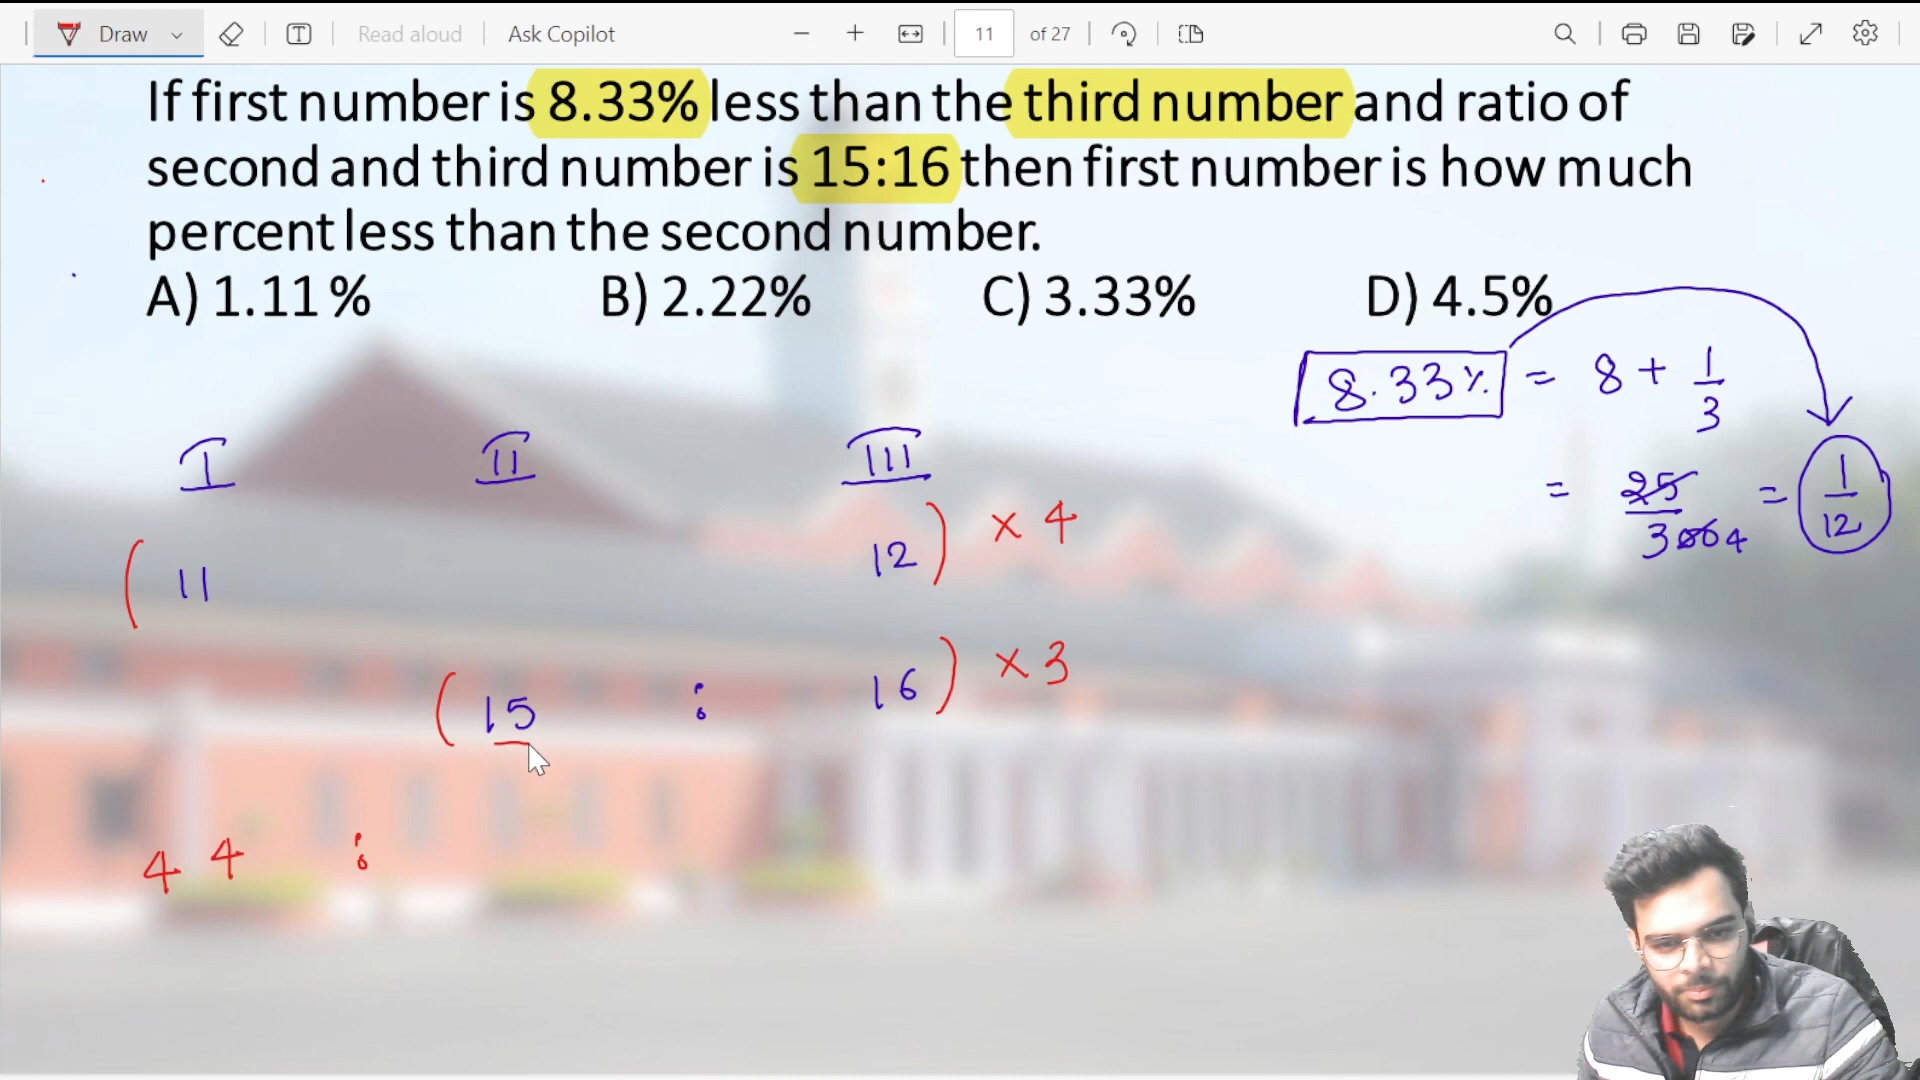 Draw Read aloud Ask Copilot 11 of 27
If first number is 8.33% less than the third number and ratio of
second and third number is 15:16 then first number is how much
percent less than the second number.
A) 1.11% B) 2.22% C) 3.33% D) 4.5%
8.33% = 8 + 1/3
= 25/300 4 = 1/12
I II III
( 11 12 ) × 4
( 15 : 16 ) × 3
44 :